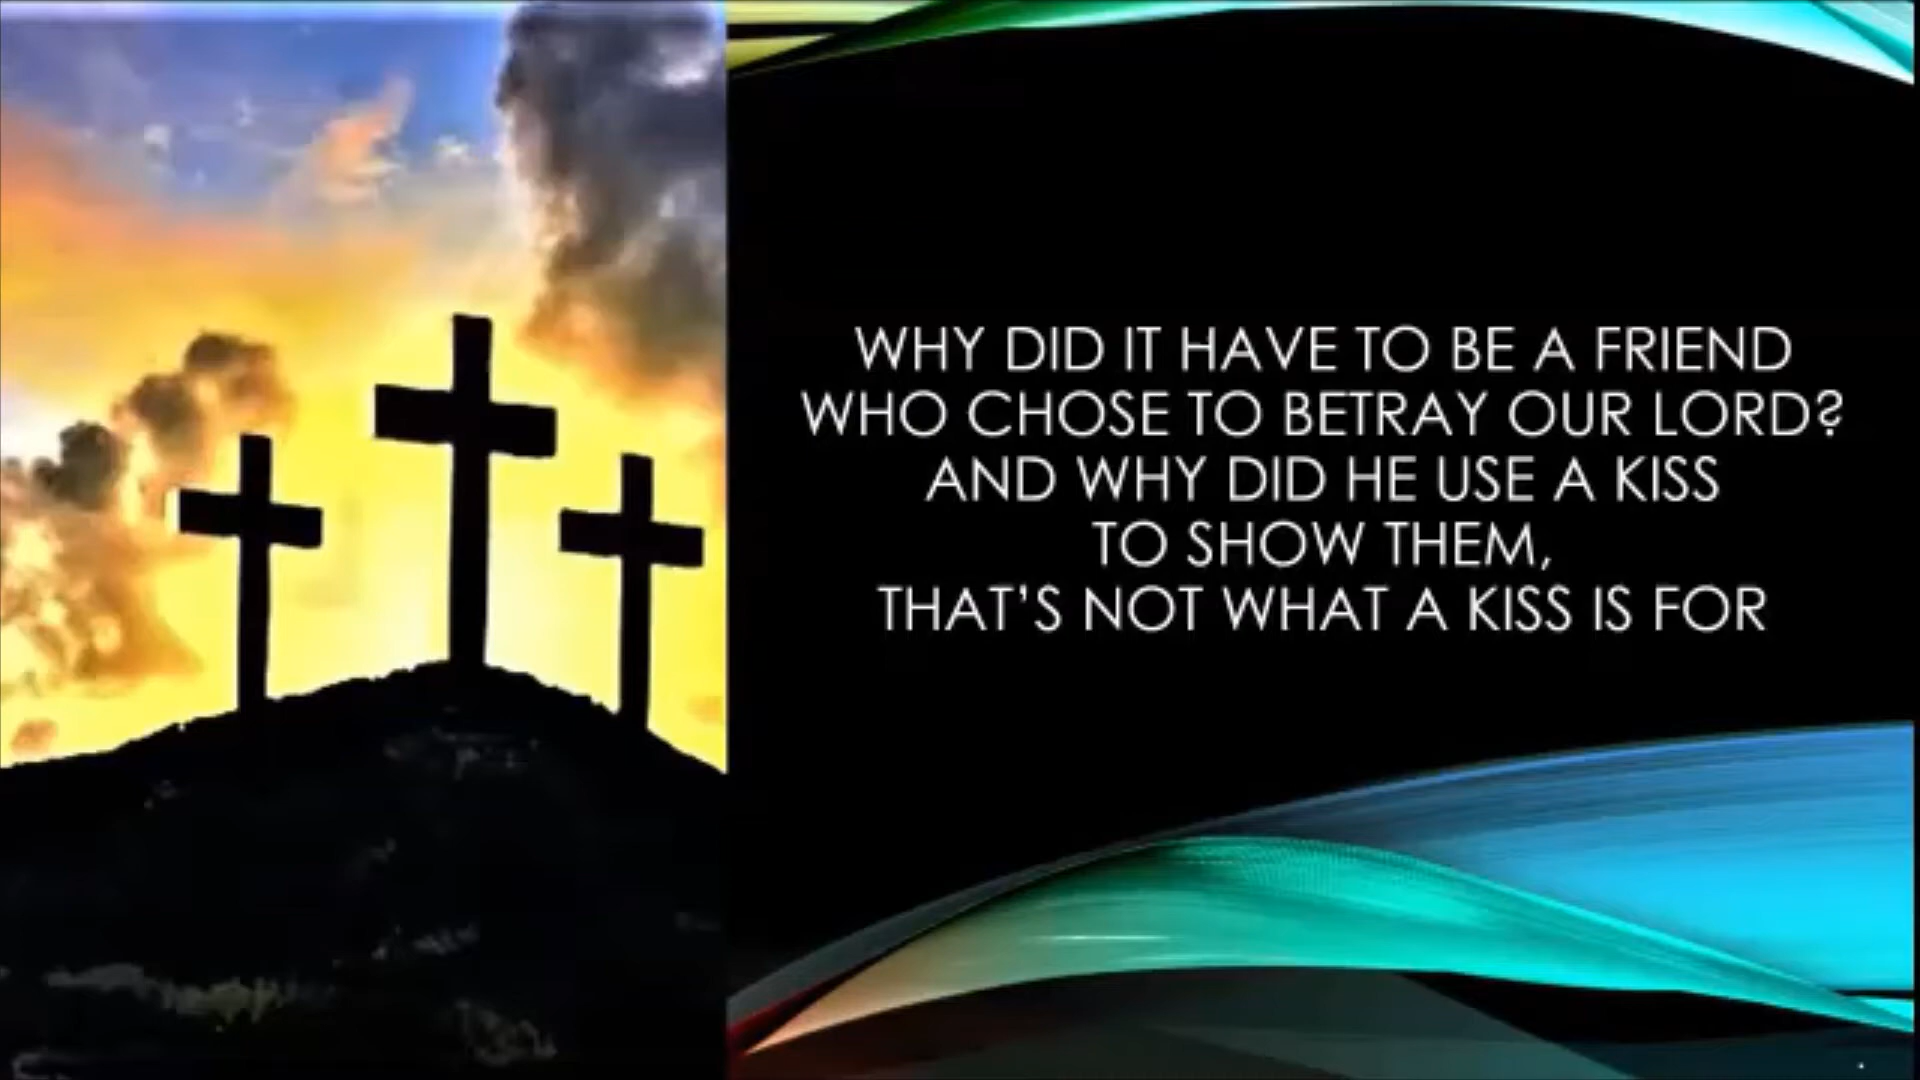 WHY DID IT HAVE TO BE A FRIEND
WHO CHOSE TO BETRAY OUR LORD?
AND WHY DID HE USE A KISS
TO SHOW THEM,
THAT’S NOT WHAT A KISS IS FOR